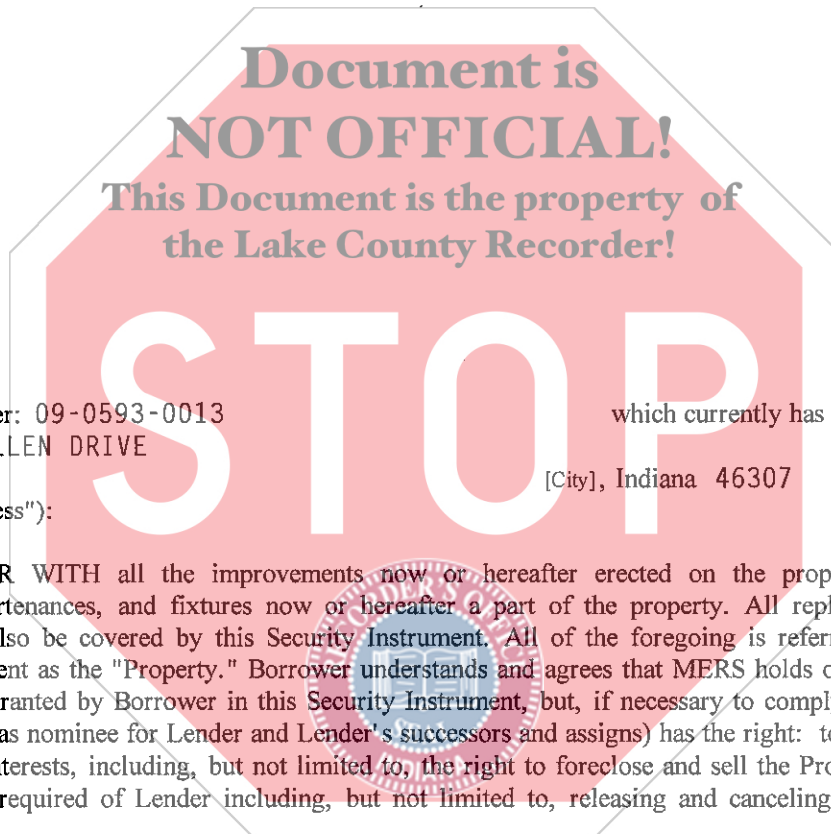 Document is
NOT OFFICIAL!
This Document is the property of
the Lake County Recorder!
STOP
er: 09-0593-0013 which currently has
LLEN DRIVE
[City], Indiana 46307
ess"):
R WITH all the improvements now or hereafter erected on the prop
rtenances, and fixtures now or hereafter a part of the property. All repl
lso be covered by this Security Instrument. All of the foregoing is referr
ent as the "Property." Borrower understands and agrees that MERS holds o
ranted by Borrower in this Security Instrument, but, if necessary to compl
as nominee for Lender and Lender's successors and assigns) has the right: to
nterests, including, but not limited to, the right to foreclose and sell the Pro
required of Lender including, but not limited to, releasing and canceling
SEAL
INDIANA